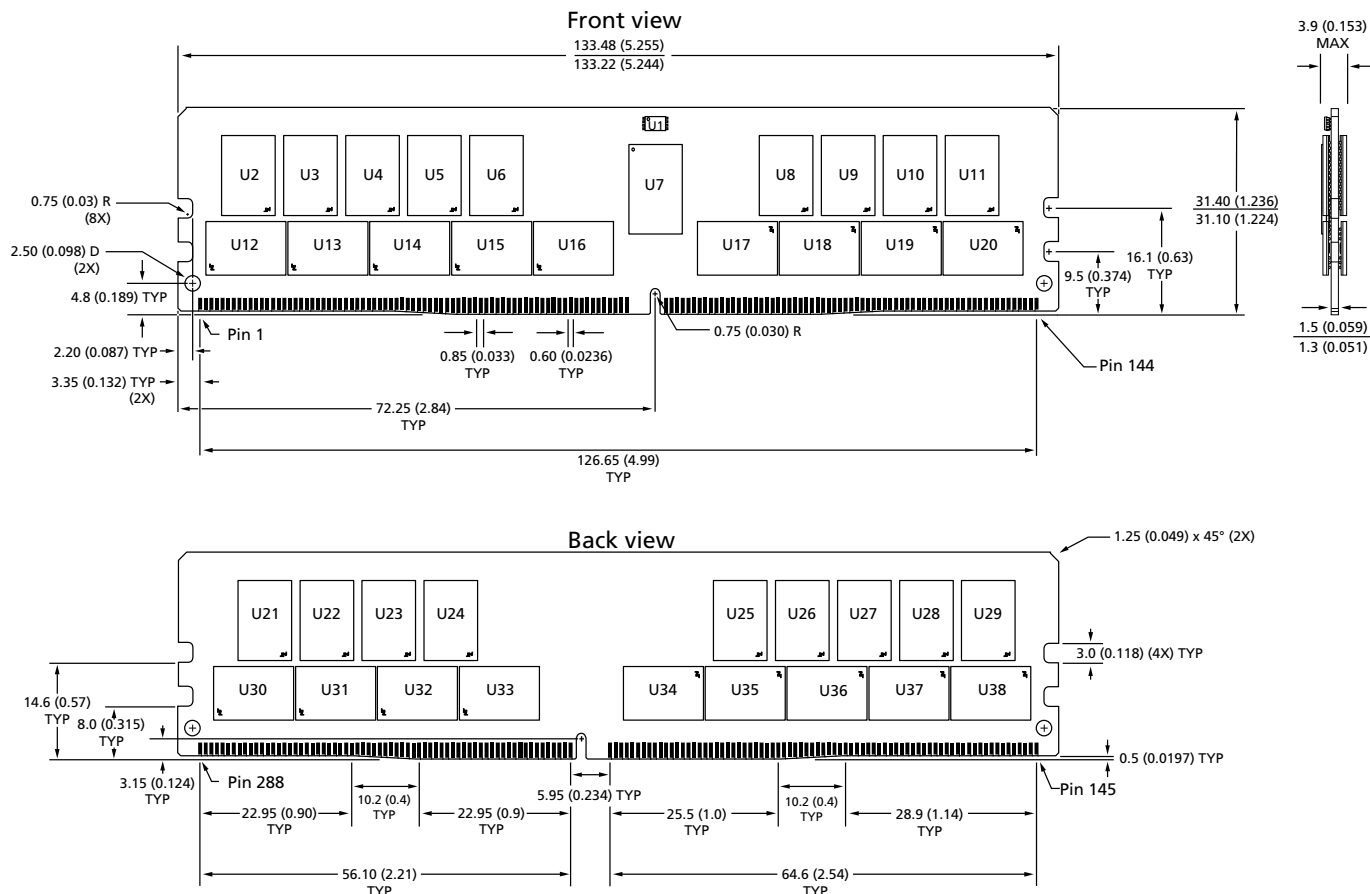 Front view
133.48 (5.255)
133.22 (5.244)
3.9 (0.153)
MAX
U1
U2 U3 U4 U5 U6 U7 U8 U9 U10 U11
0.75 (0.03) R
(8X)
U12 U13 U14 U15 U16 U17 U18 U19 U20
2.50 (0.098) D
(2X)
4.8 (0.189) TYP
31.40 (1.236)
31.10 (1.224)
16.1 (0.63)
TYP
9.5 (0.374)
TYP
Pin 1
2.20 (0.087) TYP
3.35 (0.132) TYP
(2X)
0.85 (0.033)
TYP
0.60 (0.0236)
TYP
0.75 (0.030) R
Pin 144
1.5 (0.059)
1.3 (0.051)
72.25 (2.84)
TYP
126.65 (4.99)
TYP
Back view
1.25 (0.049) x 45° (2X)
U21 U22 U23 U24 U25 U26 U27 U28 U29
3.0 (0.118) (4X) TYP
U30 U31 U32 U33 U34 U35 U36 U37 U38
14.6 (0.57)
TYP
8.0 (0.315)
TYP
3.15 (0.124)
TYP
Pin 288
0.5 (0.0197) TYP
Pin 145
5.95 (0.234) TYP
22.95 (0.90)
TYP
10.2 (0.4)
TYP
22.95 (0.9)
TYP
25.5 (1.0)
TYP
10.2 (0.4)
TYP
28.9 (1.14)
TYP
56.10 (2.21)
TYP
64.6 (2.54)
TYP